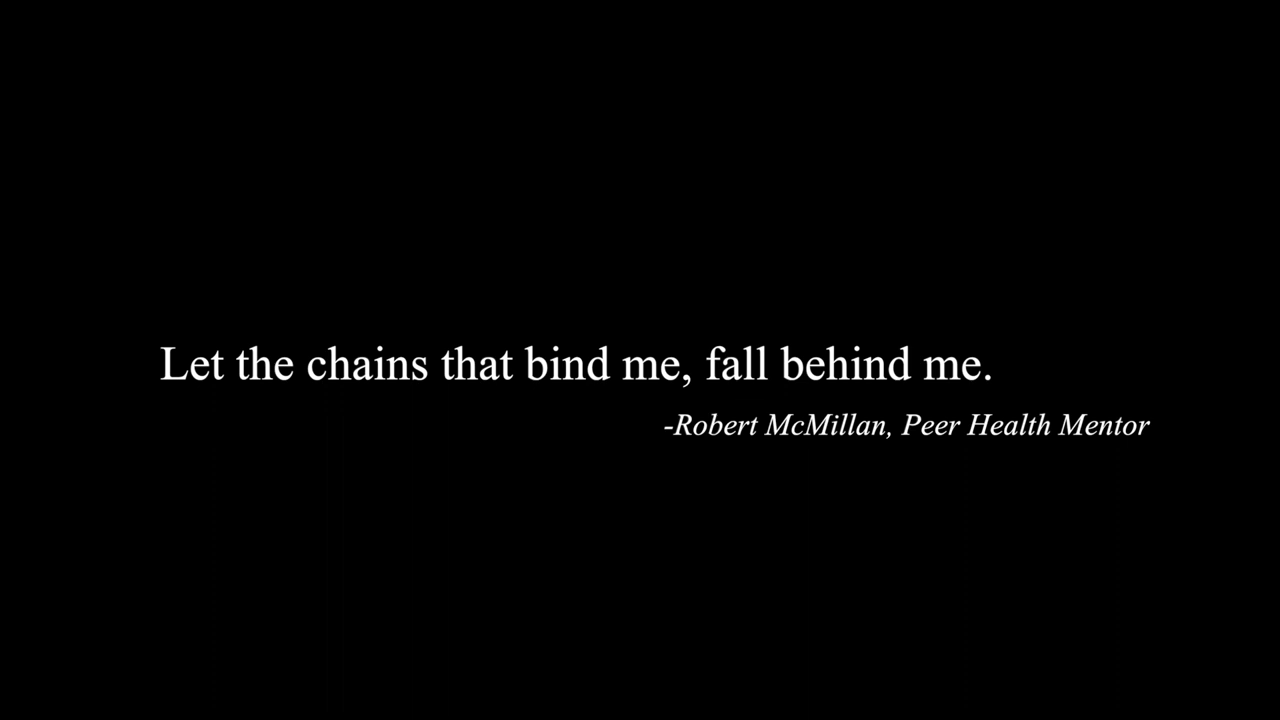 Let the chains that bind me, fall behind me.
-Robert McMillan, Peer Health Mentor